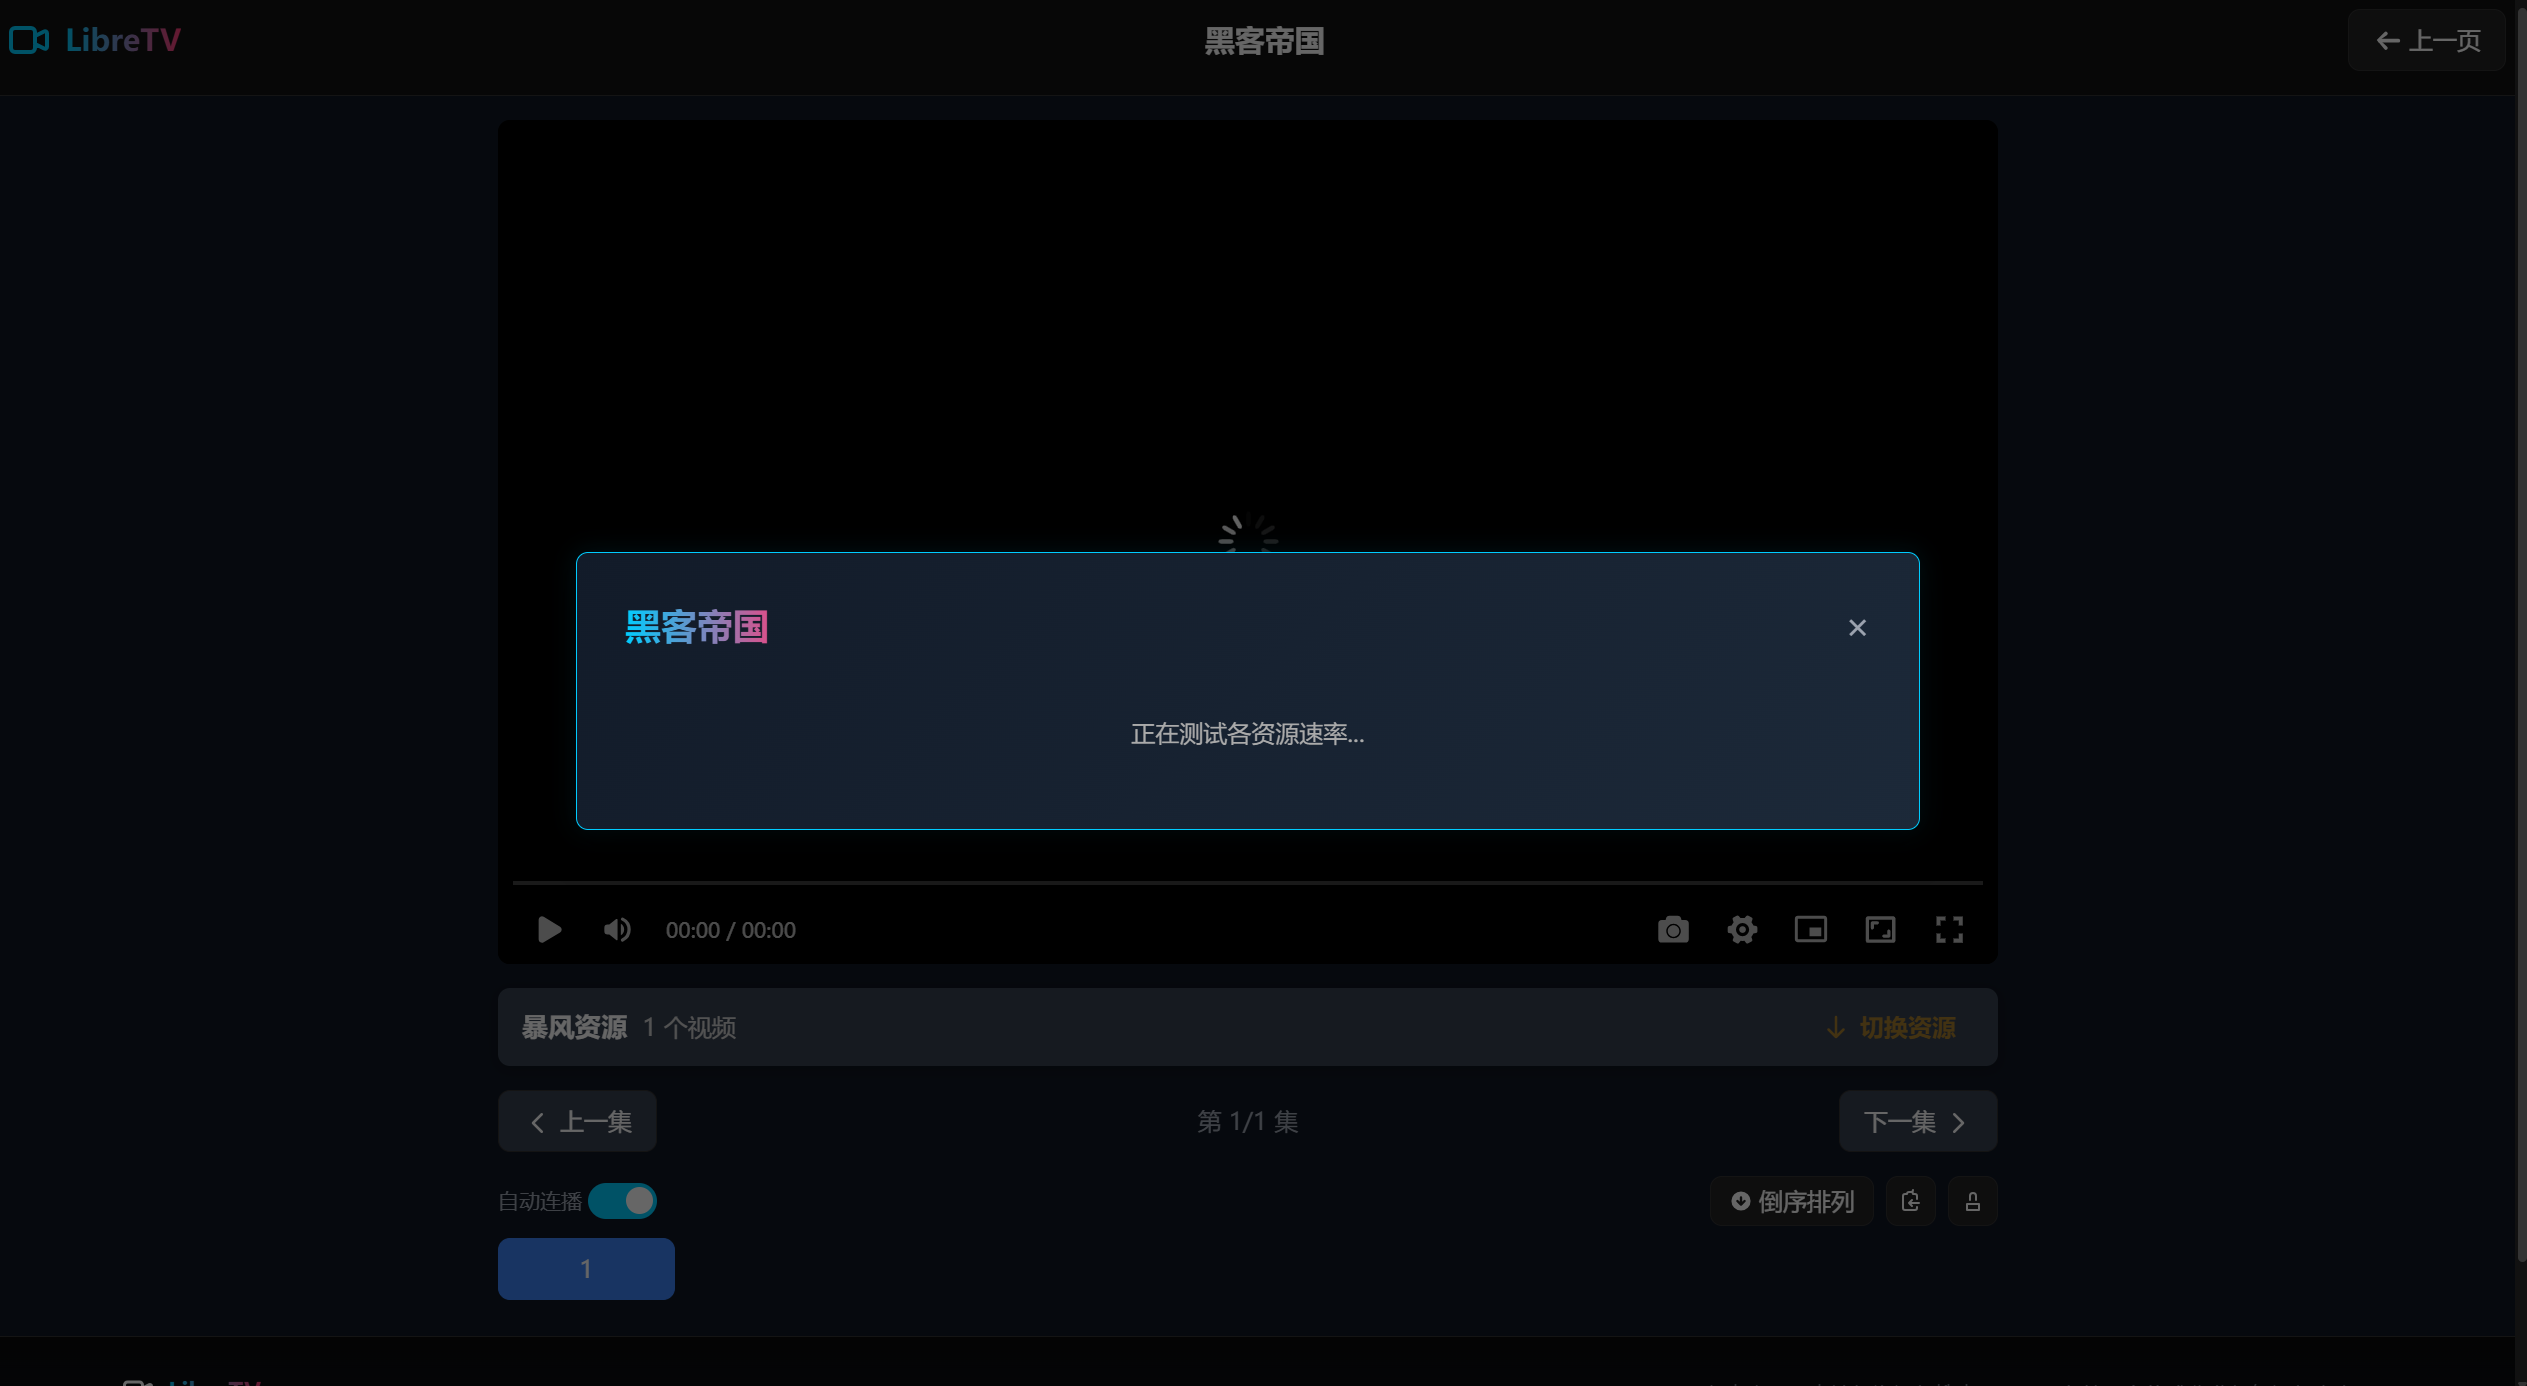 LibreTV
黑客帝国
上一页
黑客帝国
正在测试各资源速率...
00:00 / 00:00
暴风资源 1 个视频
切换资源
上一集
第 1/1 集
下一集
自动连播
倒序排列
1
LibreTV